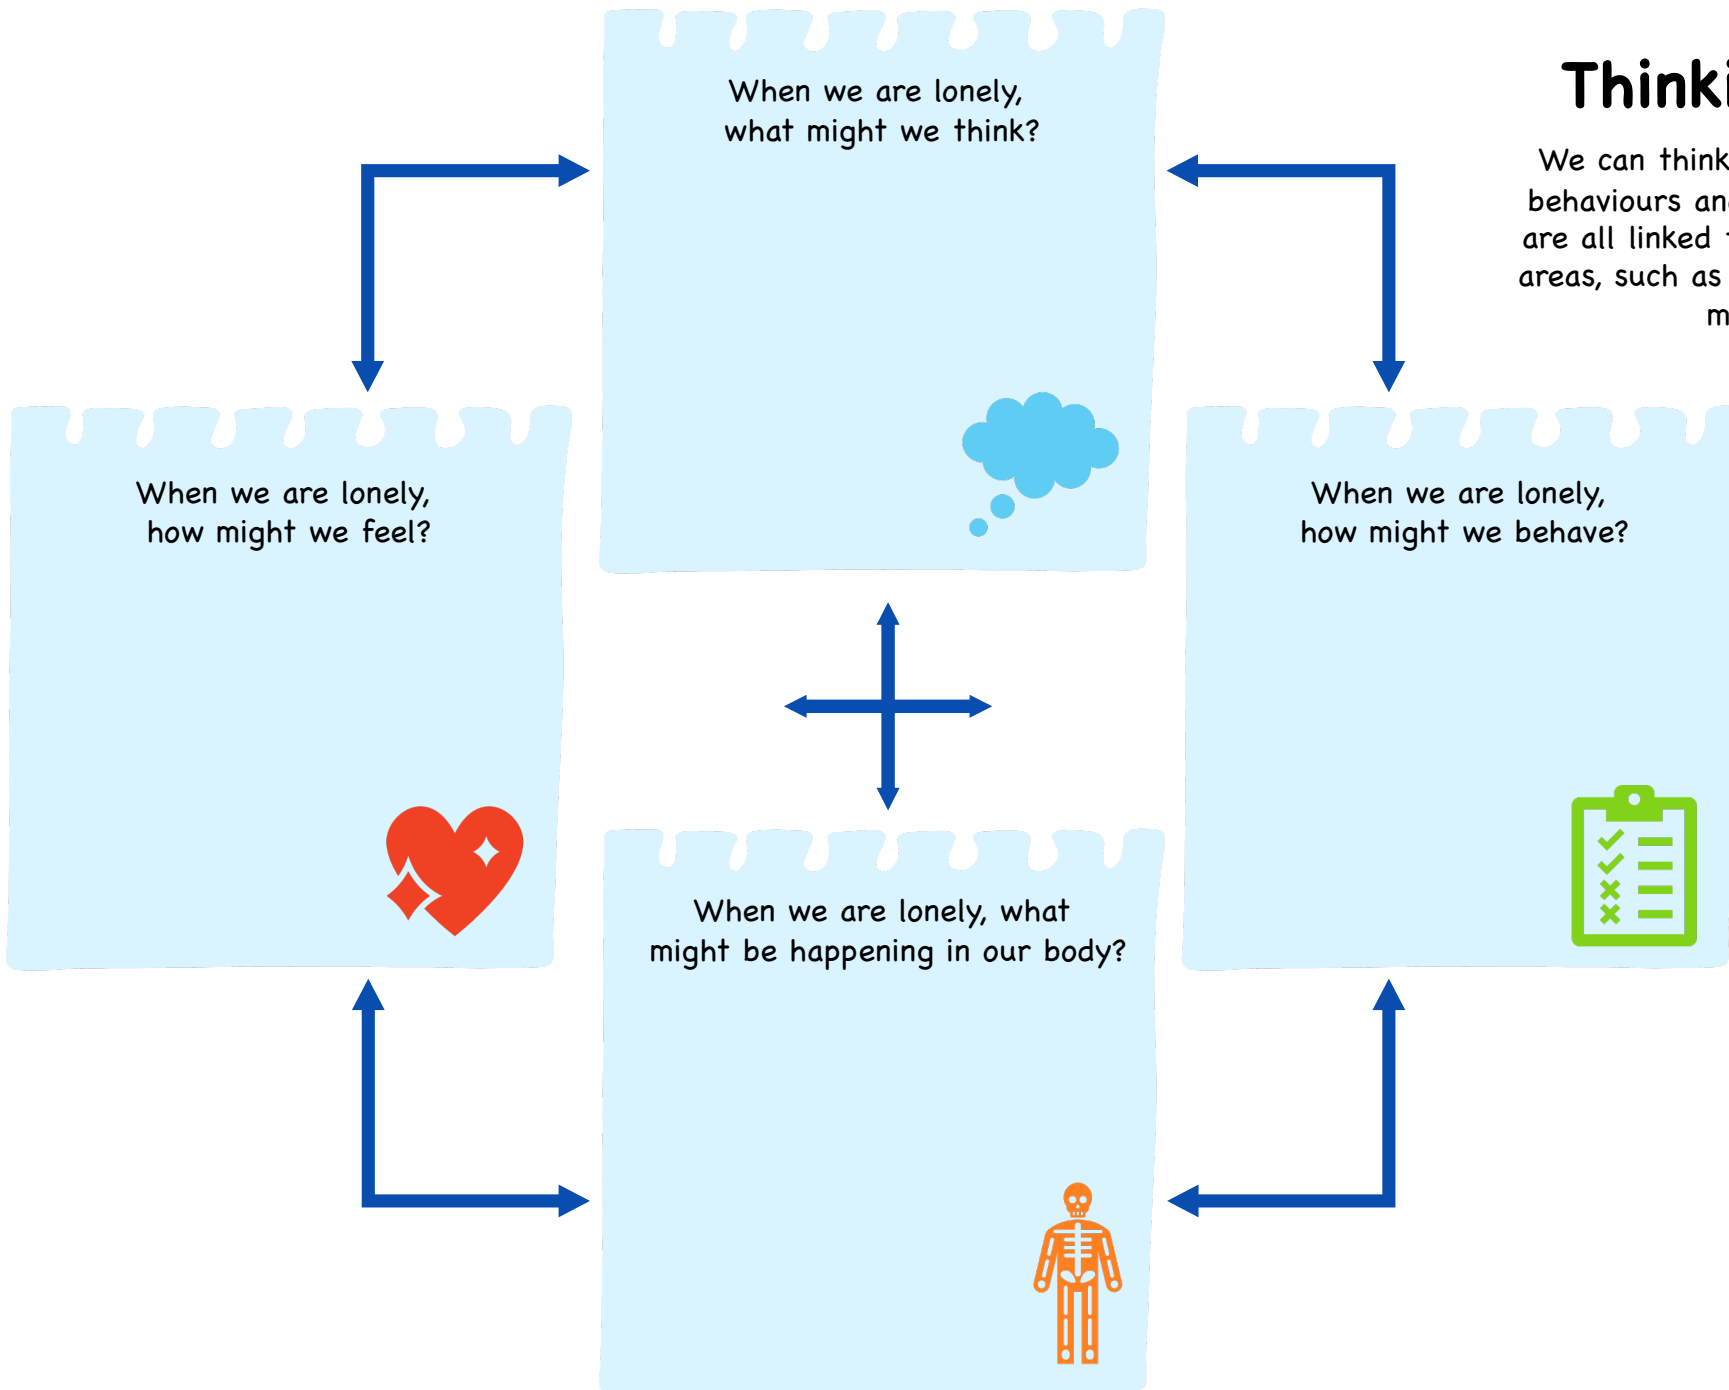 When we are lonely,
what might we think?
Thinki
We can think
behaviours an
are all linked
areas, such as
m
When we are lonely,
how might we feel?
When we are lonely,
how might we behave?
When we are lonely, what
might be happening in our body?